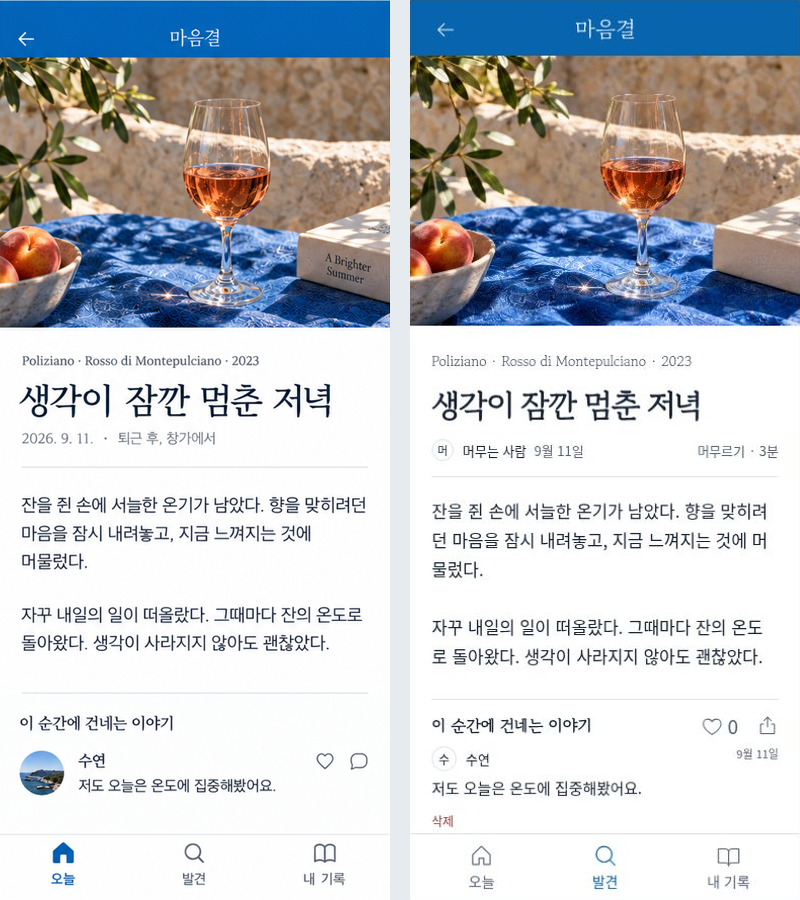 마음결
A Brighter
Summer
Poliziano · Rosso di Montepulciano · 2023
생각이 잠깐 멈춘 저녁
2026. 9. 11. · 퇴근 후, 창가에서
잔을 쥔 손에 서늘한 온기가 남았다. 향을 맞히려던
마음을 잠시 내려놓고, 지금 느껴지는 것에
머물렀다.
자꾸 내일의 일이 떠올랐다. 그때마다 잔의 온도로
돌아왔다. 생각이 사라지지 않아도 괜찮았다.
이 순간에 건네는 이야기
수연
저도 오늘은 온도에 집중해봤어요.
오늘
발견
내 기록
마음결
Poliziano · Rosso di Montepulciano · 2023
생각이 잠깐 멈춘 저녁
머 머무는 사람 9월 11일 머무르기 · 3분
잔을 쥔 손에 서늘한 온기가 남았다. 향을 맞히려
던 마음을 잠시 내려놓고, 지금 느껴지는 것에 머
물렀다.
자꾸 내일의 일이 떠올랐다. 그때마다 잔의 온도
로 돌아왔다. 생각이 사라지지 않아도 괜찮았다.
이 순간에 건네는 이야기 0
수 수연 9월 11일
저도 오늘은 온도에 집중해봤어요.
삭제
오늘
발견
내 기록